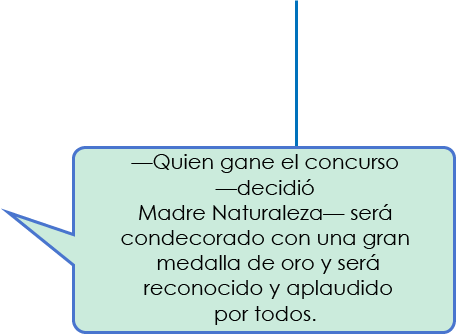 —Quien gane el concurso
—decidió
Madre Naturaleza— será
condecorado con una gran
medalla de oro y será
reconocido y aplaudido
por todos.